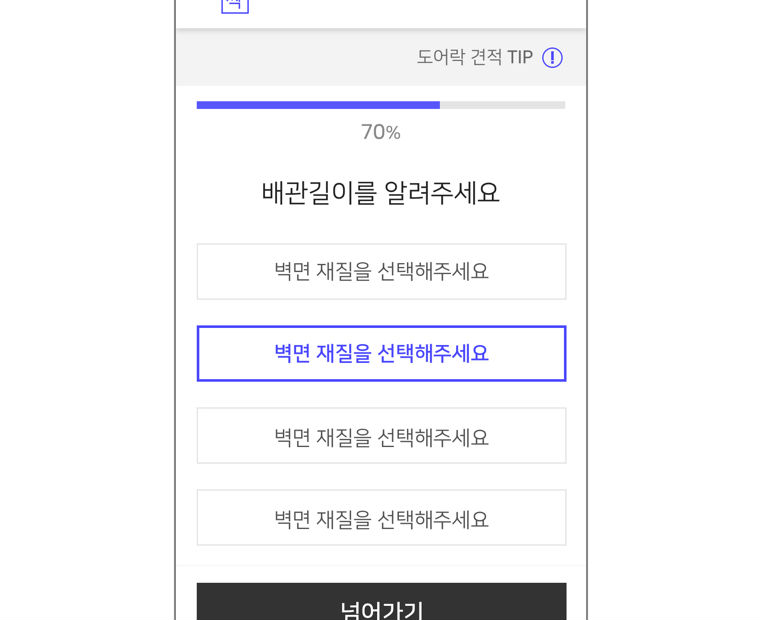 도어락 견적 TIP !
70%
배관길이를 알려주세요
벽면 재질을 선택해주세요
벽면 재질을 선택해주세요
벽면 재질을 선택해주세요
벽면 재질을 선택해주세요
넘어가기